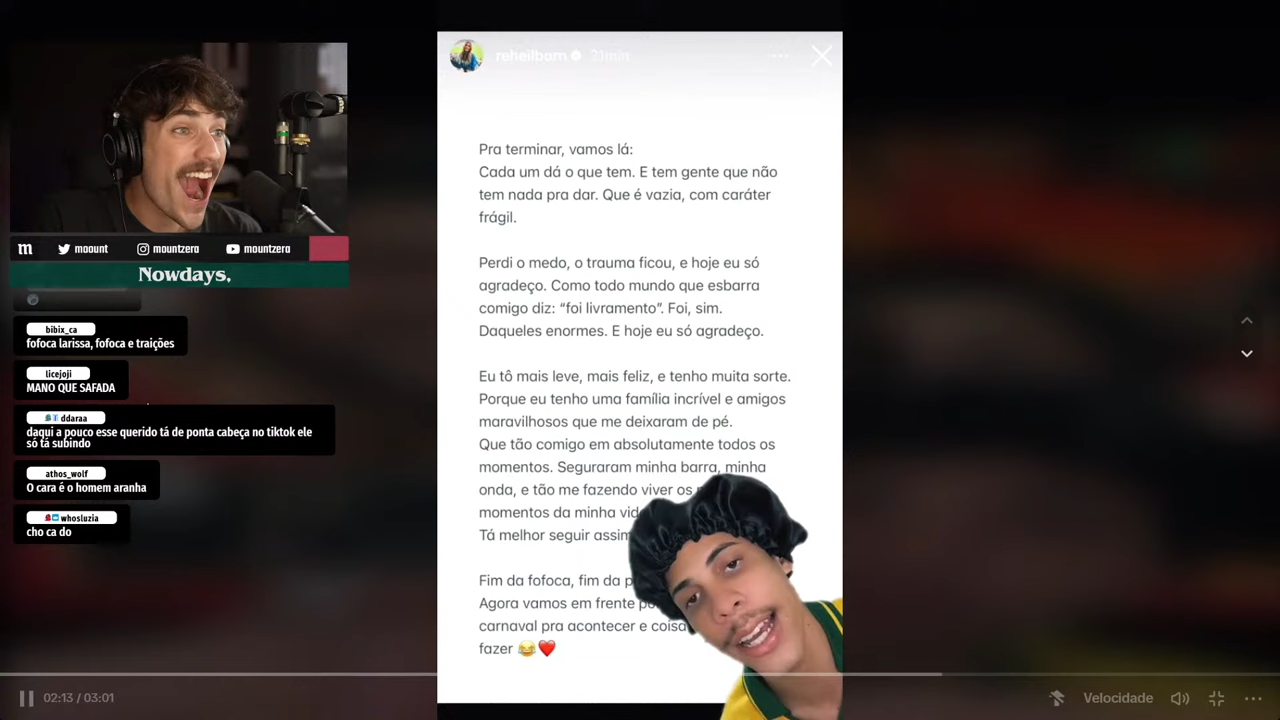 reheilborn 21min
Pra terminar, vamos lá:
Cada um dá o que tem. E tem gente que não
tem nada pra dar. Que é vazia, com caráter
frágil.
Perdi o medo, o trauma ficou, e hoje eu só
agradeço. Como todo mundo que esbarra
comigo diz: “foi livramento”. Foi, sim.
Daqueles enormes. E hoje eu só agradeço.
Eu tô mais leve, mais feliz, e tenho muita sorte.
Porque eu tenho uma família incrível e amigos
maravilhosos que me deixaram de pé.
Que tão comigo em absolutamente todos os
momentos. Seguraram minha barra, minha
onda, e tão me fazendo viver os
momentos da minha
Tá melhor seguir
Fim da fofoca, fim da
Agora vamos em frente
carnaval pra acontecer e
fazer 😂❤️
m moount mountzera mountzera
Nowdays,
bibix_ca
fofoca larissa, fofoca e traições
licejoji
MANO QUE SAFADA
ddaraa
daqui a pouco esse querido tá de ponta cabeça no tiktok ele
só tá subindo
athos_wolf
O cara é o homem aranha
whosluzia
cho ca do
02:13 / 03:01
Velocidade